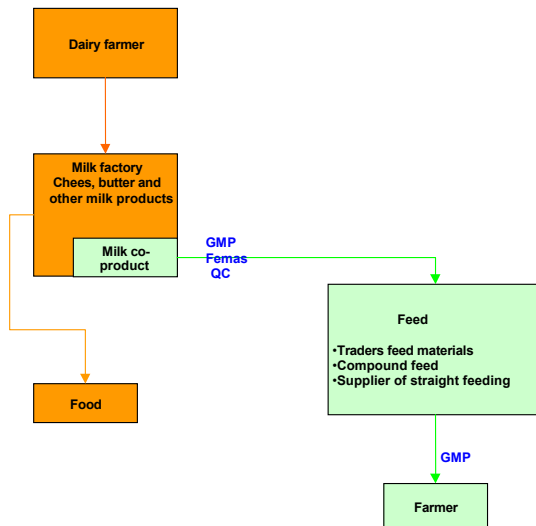 Dairy farmer
Milk factory
Chees, butter and
other milk products
Milk co-
product
GMP
Femas
QC
Feed
•Traders feed materials
•Compound feed
•Supplier of straight feeding
Food
GMP
Farmer